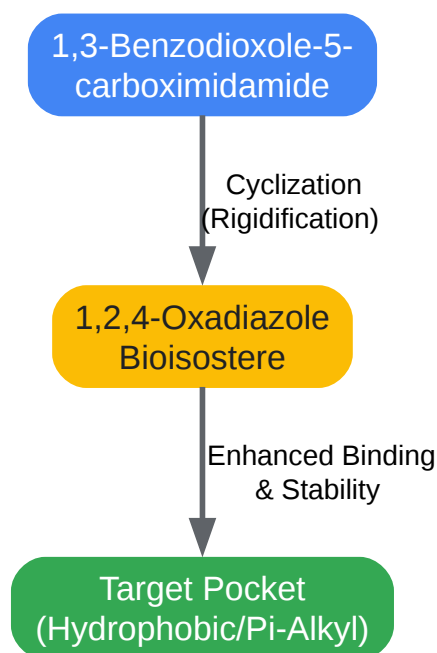 1,3-Benzodioxole-5-
carboximidamide
Cyclization
(Rigidification)
1,2,4-Oxadiazole
Bioisostere
Enhanced Binding
& Stability
Target Pocket
(Hydrophobic/Pi-Alkyl)